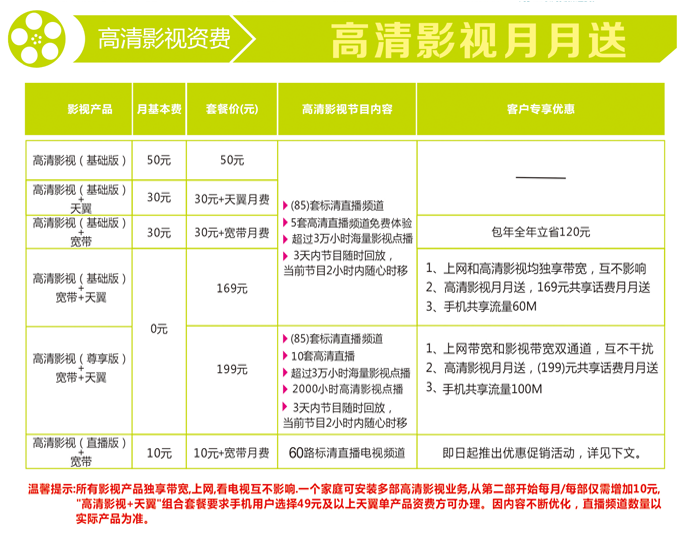 高清影视资费
高清影视月月送
影视产品 月基本费 套餐价(元) 高清影视节目内容 客户专享优惠
高清影视（基础版） 50元 50元
高清影视（基础版）
+
天翼
30元 30元+天翼月费
高清影视（基础版）
+
宽带
30元 30元+宽带月费
(85)套标清直播频道
5套高清直播频道免费体验
超过3万小时海量影视点播
3天内节目随时回放，
当前节目2小时内随心时移
包年全年立省120元
高清影视（基础版）
+
宽带+天翼
0元
169元
1、上网和高清影视均独享带宽，互不影响
2、高清影视月月送，169元共享话费月月送
3、手机共享流量60M
高清影视（尊享版）
+
宽带+天翼
199元
(85)套标清直播频道
10套高清直播
超过3万小时海量影视点播
2000小时高清影视点播
3天内节目随时回放，
当前节目2小时内随心时移
1、上网带宽和影视带宽双通道，互不干扰
2、高清影视月月送，(199)元共享话费月月送
3、手机共享流量100M
高清影视（直播版）
+
宽带
10元 10元+宽带月费 60路标清直播电视频道 即日起推出优惠促销活动，详见下文。
温馨提示:所有影视产品独享带宽,上网,看电视互不影响.一个家庭可安装多部高清影视业务,从第二部开始每月/每部仅需增加10元,
"高清影视+天翼"组合套餐要求手机用户选择49元及以上天翼单产品资费方可办理。因内容不断优化，直播频道数量以
实际产品为准。